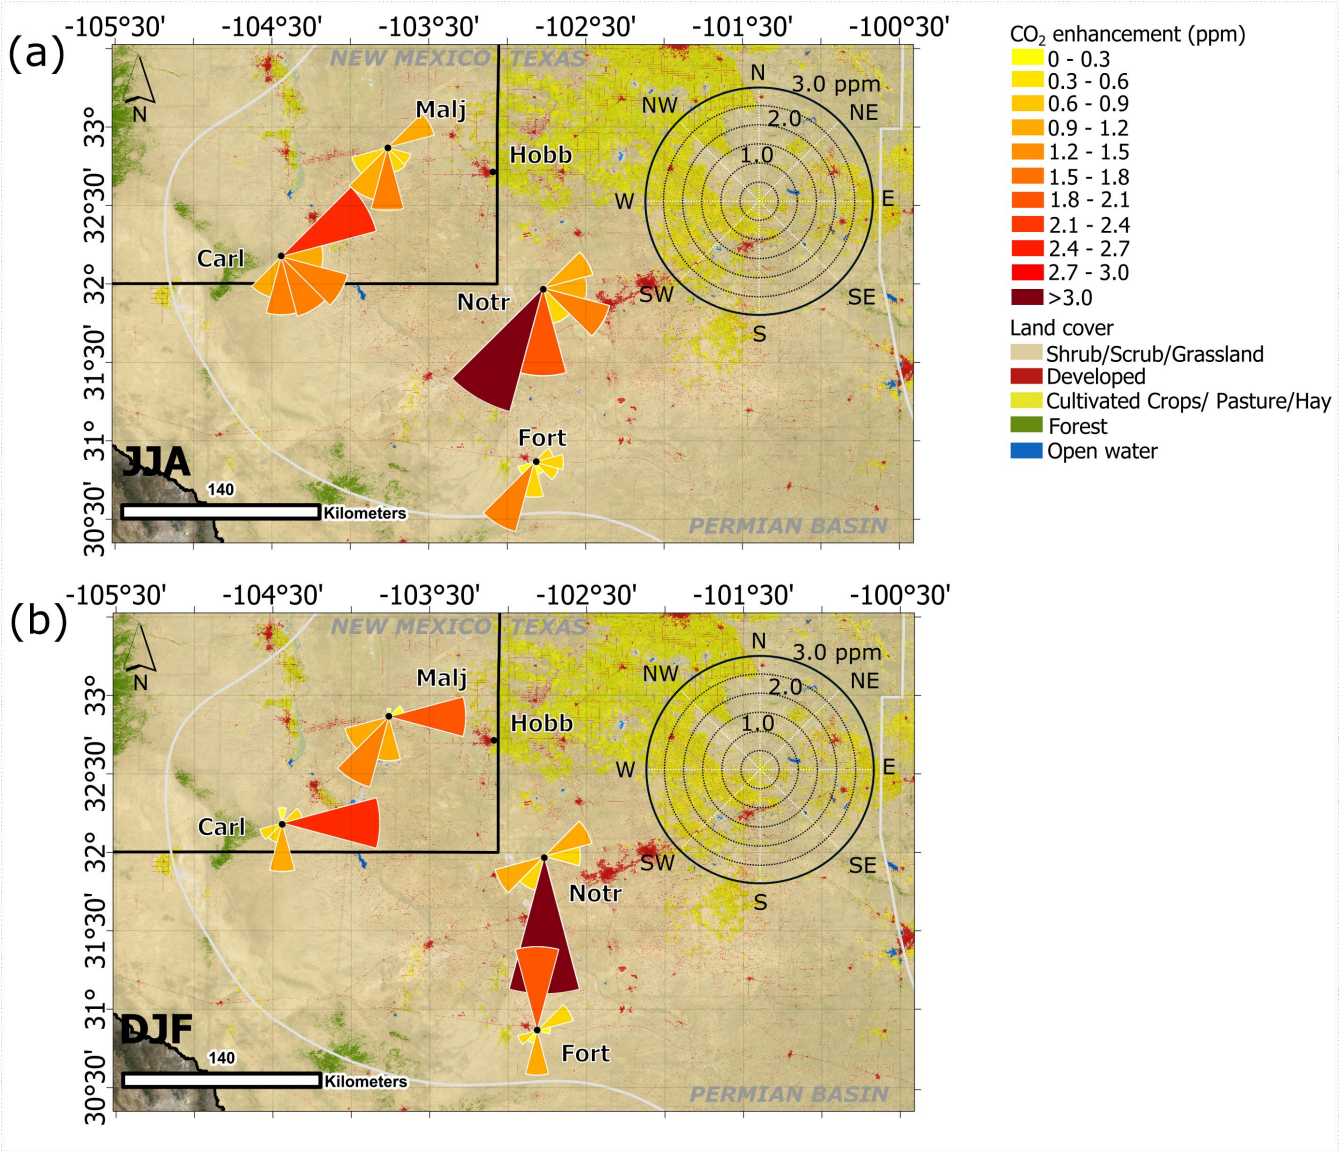 (a)
-105°30' -104°30' -103°30' -102°30' -101°30' -100°30'
NEW MEXICO TEXAS
N
33°
32°30'
32°
31°30'
31°
30°30'
Malj
Hobb
Carl
Notr
Fort
N
NE
E
SE
S
SW
W
NW
3.0 ppm
2.0
1.0
JJA
140
Kilometers
PERMIAN BASIN
CO₂ enhancement (ppm)
0 - 0.3
0.3 - 0.6
0.6 - 0.9
0.9 - 1.2
1.2 - 1.5
1.5 - 1.8
1.8 - 2.1
2.1 - 2.4
2.4 - 2.7
2.7 - 3.0
>3.0
Land cover
Shrub/Scrub/Grassland
Developed
Cultivated Crops/ Pasture/Hay
Forest
Open water
(b)
-105°30' -104°30' -103°30' -102°30' -101°30' -100°30'
NEW MEXICO TEXAS
N
33°
32°30'
32°
31°30'
31°
30°30'
Malj
Hobb
Carl
Notr
Fort
N
NE
E
SE
S
SW
W
NW
3.0 ppm
2.0
1.0
DJF
140
Kilometers
PERMIAN BASIN